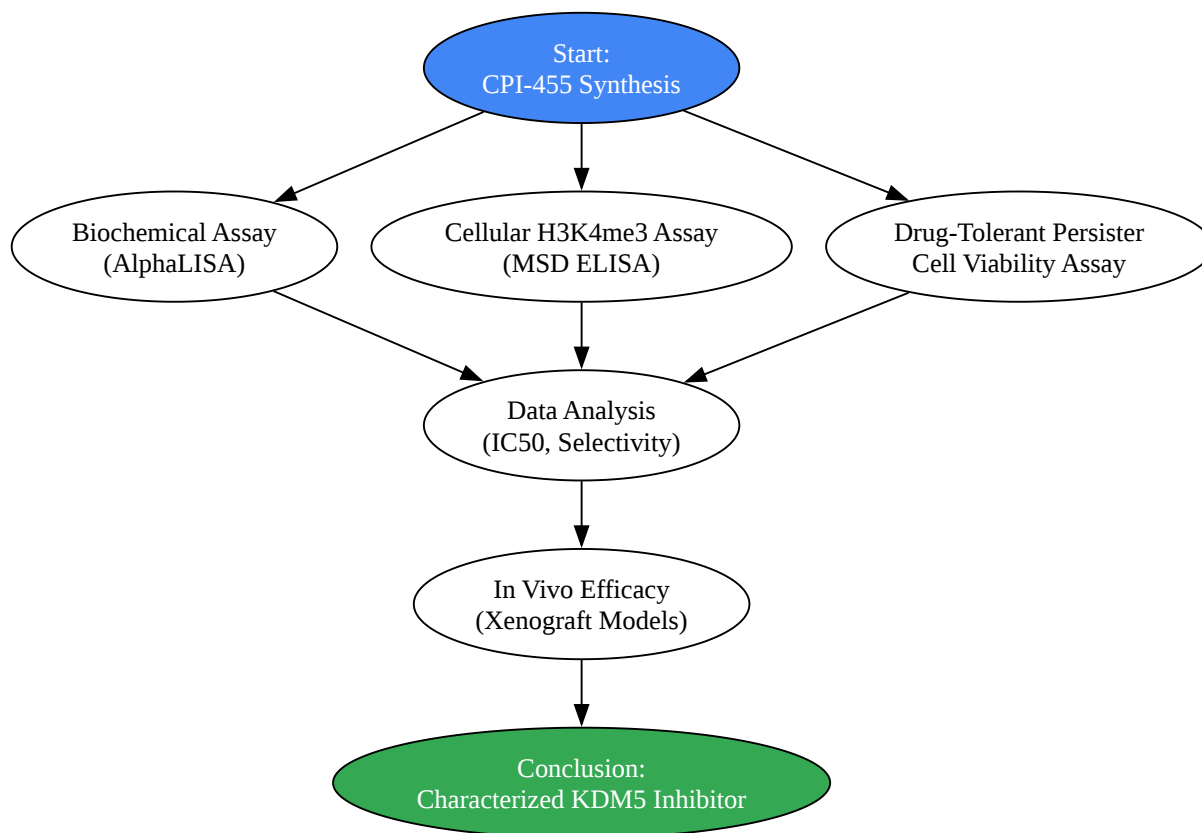 Start:
CPI-455 Synthesis
Biochemical Assay
(AlphaLISA)
Cellular H3K4me3 Assay
(MSD ELISA)
Drug-Tolerant Persister
Cell Viability Assay
Data Analysis
(IC50, Selectivity)
In Vivo Efficacy
(Xenograft Models)
Conclusion:
Characterized KDM5 Inhibitor